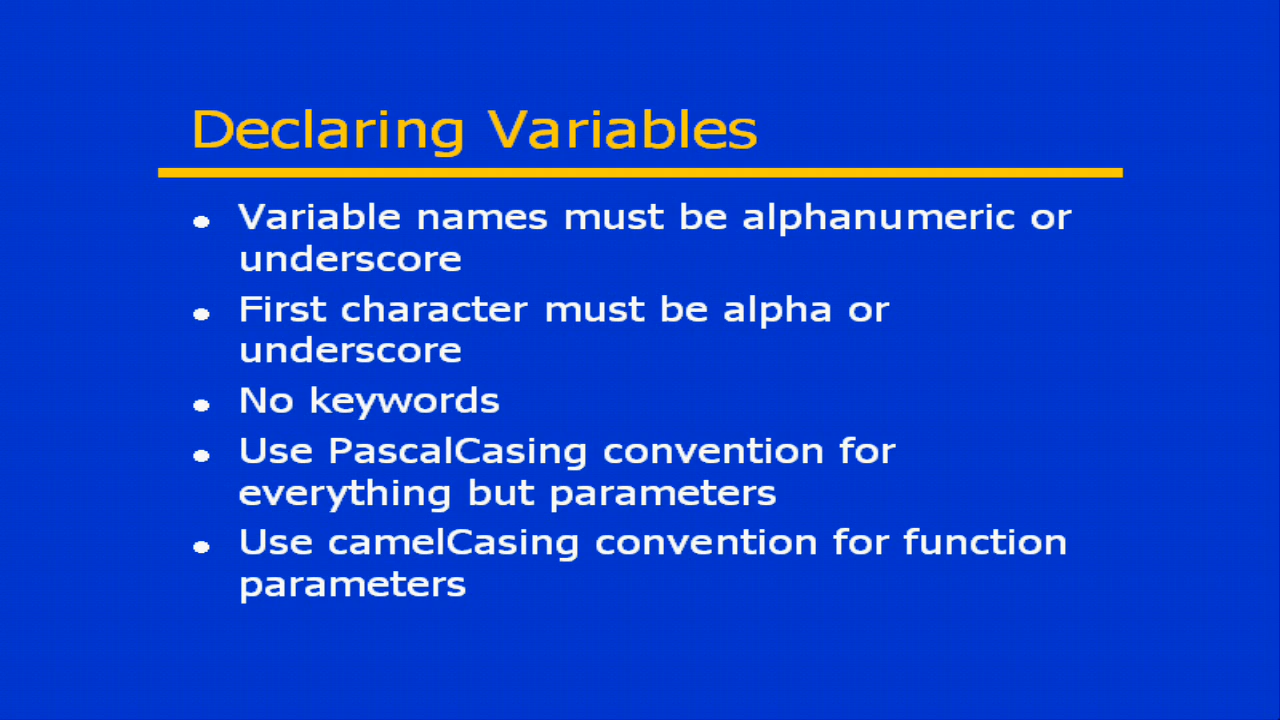 Declaring Variables
• Variable names must be alphanumeric or
underscore
• First character must be alpha or
underscore
• No keywords
• Use PascalCasing convention for
everything but parameters
• Use camelCasing convention for function
parameters